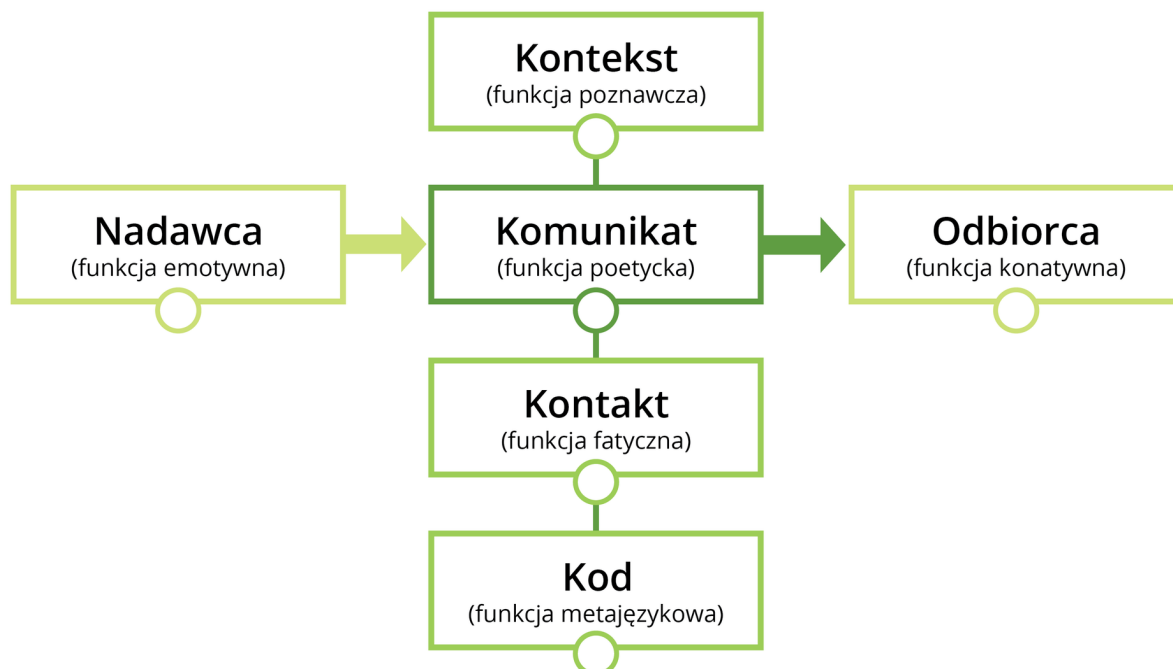 Kontekst
(funkcja poznawcza)
Nadawca
(funkcja emotywna)
Komunikat
(funkcja poetycka)
Odbiorca
(funkcja konatywna)
Kontakt
(funkcja fatyczna)
Kod
(funkcja metajęzykowa)